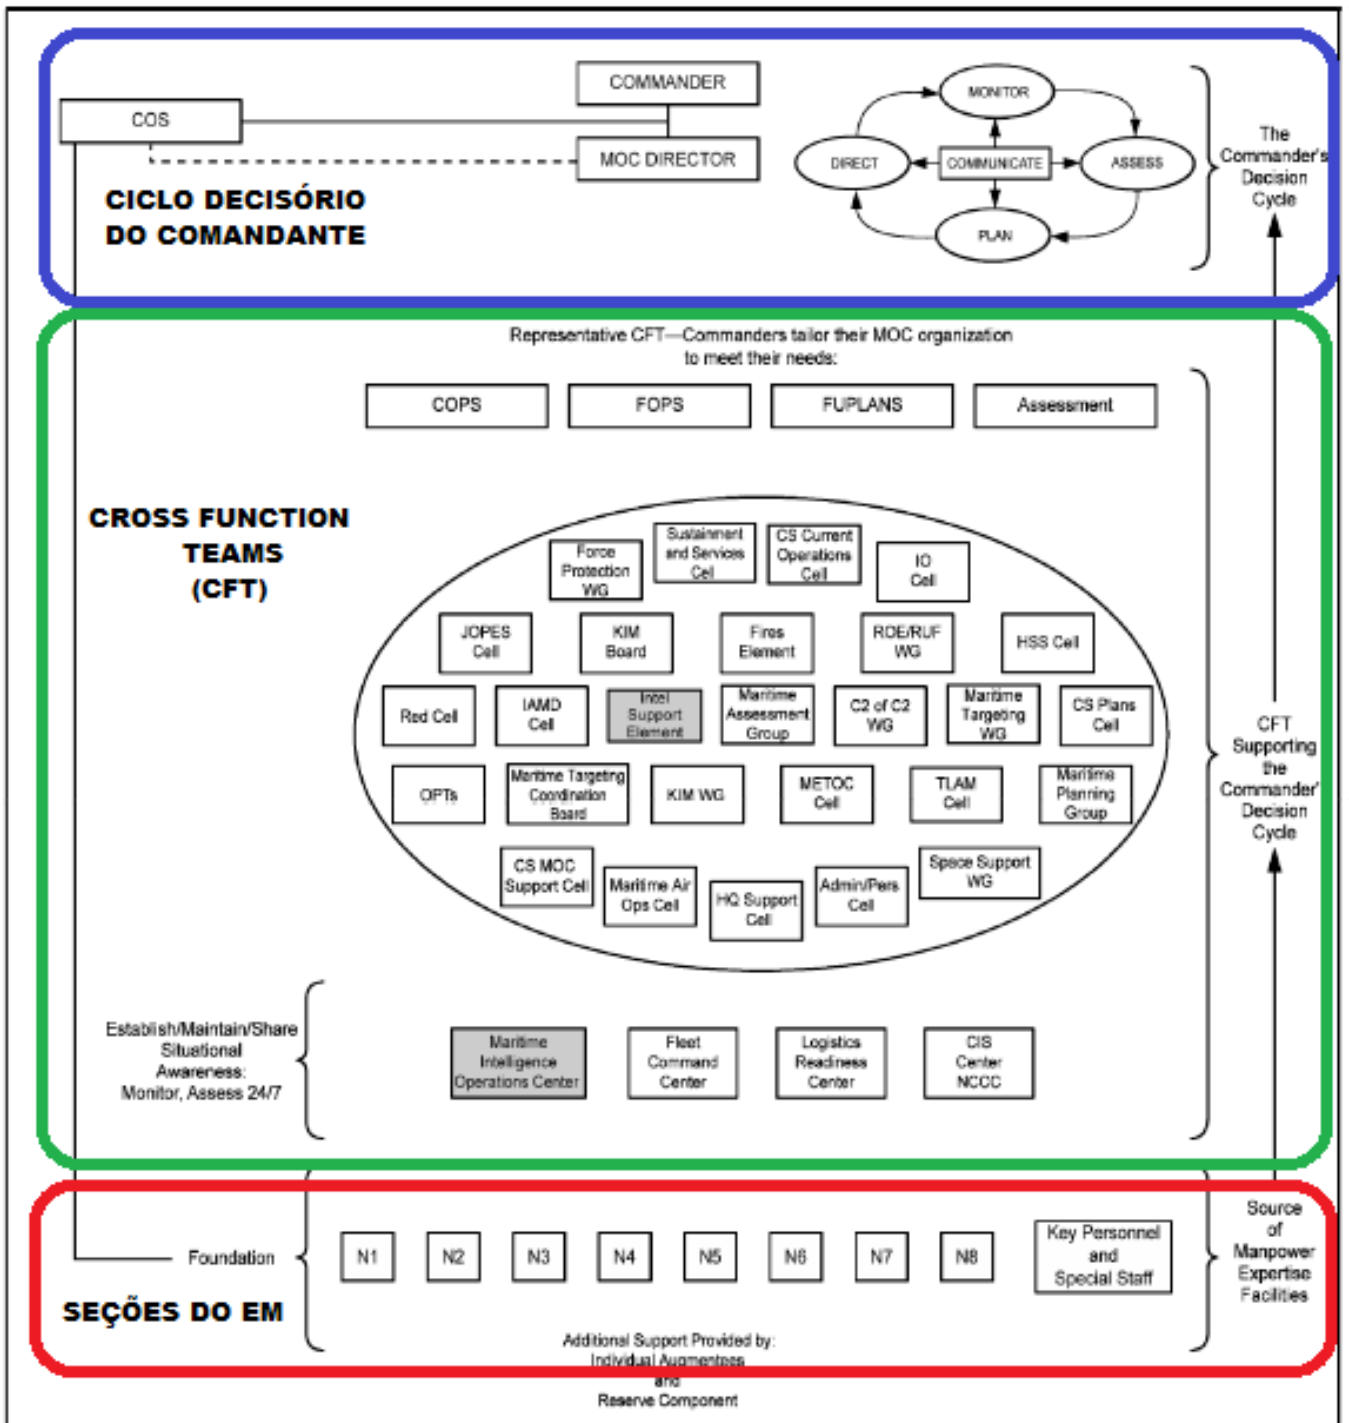 COMMANDER
COS
MOC DIRECTOR
CICLO DECISÓRIO
DO COMANDANTE
MONITOR
DIRECT
COMMUNICATE
ASSESS
PLAN
The
Commander's
Decision
Cycle
Representative CFT—Commanders tailor their MOC organization
to meet their needs:
COPS
FOPS
FUPLANS
Assessment
CROSS FUNCTION
TEAMS
(CFT)
Force
Protection
WG
Sustainment
and Services
Cel
CS Current
Operations
Cell
IO
Cell
JOPES
Cell
KIM
Board
Fires
Element
ROE/RUF
WG
HSS Cell
Red Cell
IAMD
Cell
Intel
Support
Element
Maritime
Assessment
Group
C2 of C2
WG
Maritime
Targeting
WG
CS Plans
Cell
OPTs
Maritime Targeting
Coordination
Board
KIM WG
METOC
Cell
TLAM
Cell
Maritime
Planning
Group
CS MOC
Support Cell
Maritime Air
Ops Cell
HQ Support
Cell
Admin/Pers
Cell
Space Support
WG
CFT
Supporting
the
Commander'
Decision
Cycle
Establish/Maintain/Share
Situational
Awareness:
Monitor, Assess 24/7
Maritime
Intelligence
Operations Center
Fleet
Command
Center
Logistics
Readiness
Center
CIS
Center
NCCC
Foundation
N1
N2
N3
N4
N5
N6
N7
N8
Key Personnel
and
Special Staff
Source
of
Manpower
Expertise
Facilities
SEÇÕES DO EM
Additional Support Provided by:
Individual Augmentees
and
Reserve Component